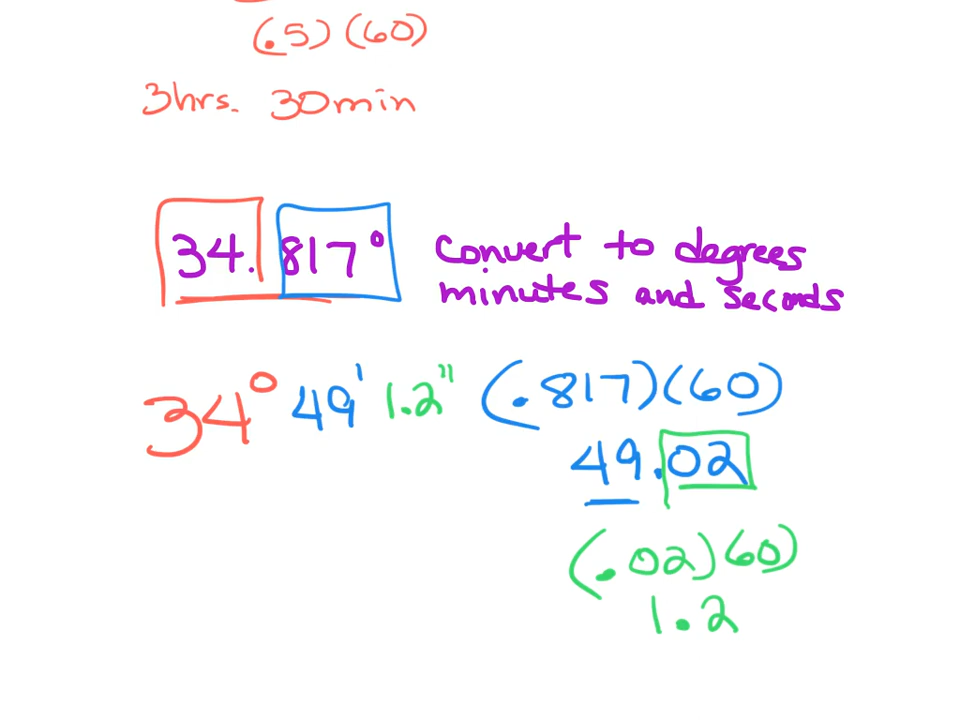 (.5)(60)
3hrs. 30min
34.817° convert to degrees
minutes and seconds
34° 49' 1.2" (.817)(60)
49.02
(.02)(60)
1.2